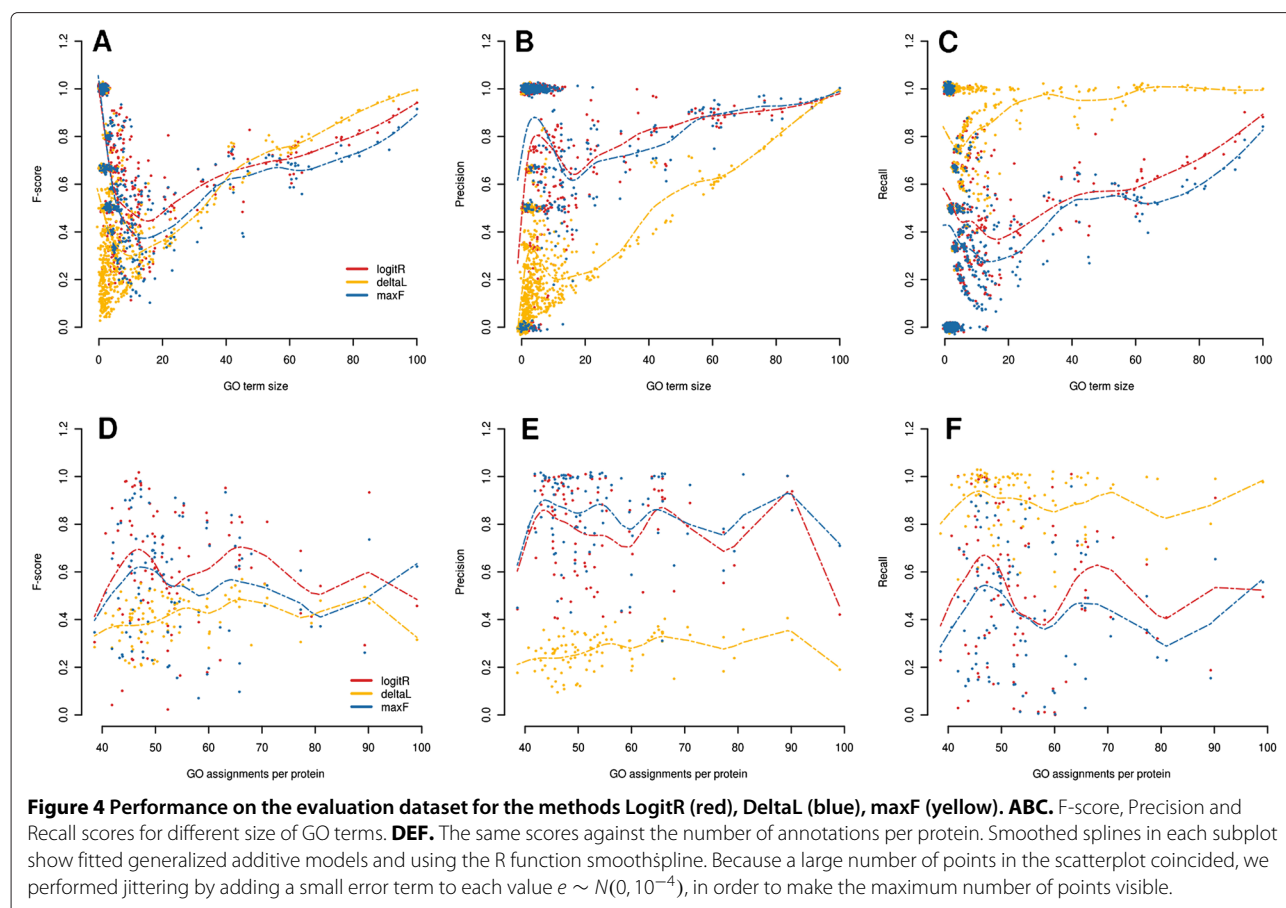 A
1.2
1.0
0.8
0.6
0.4
0.2
0.0
F-score
0 20 40 60 80 100
GO term size
logitR
deltaL
maxF
B
1.2
1.0
0.8
0.6
0.4
0.2
0.0
Precision
0 20 40 60 80 100
GO term size
C
1.2
1.0
0.8
0.6
0.4
0.2
0.0
Recall
0 20 40 60 80 100
GO term size
D
1.2
1.0
0.8
0.6
0.4
0.2
0.0
F-score
40 50 60 70 80 90 100
GO assignments per protein
logitR
deltaL
maxF
E
1.2
1.0
0.8
0.6
0.4
0.2
0.0
Precision
40 50 60 70 80 90 100
GO assignments per protein
F
1.2
1.0
0.8
0.6
0.4
0.2
0.0
Recall
40 50 60 70 80 90 100
GO assignments per protein
Figure 4 Performance on the evaluation dataset for the methods LogitR (red), DeltaL (blue), maxF (yellow). ABC. F-score, Precision and
Recall scores for different size of GO terms. DEF. The same scores against the number of annotations per protein. Smoothed splines in each subplot
show fitted generalized additive models and using the R function smoothṡpline. Because a large number of points in the scatterplot coincided, we
performed jittering by adding a small error term to each value e ∼ N(0, 10⁻⁴), in order to make the maximum number of points visible.